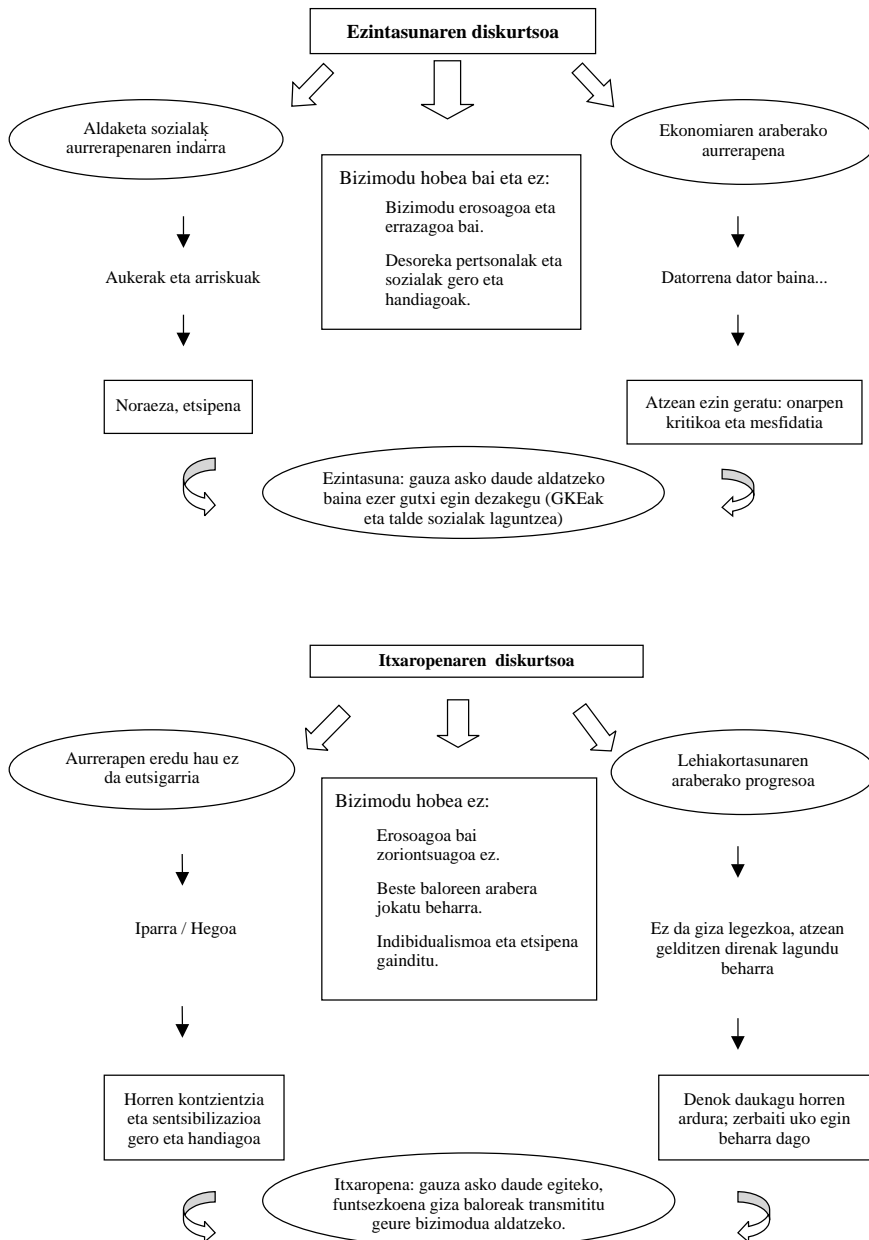 Ezintasunaren diskurtsoa
Aldaketa sozialak
aurrerapenaren indarra
Ekonomiaren araberako
aurrerapena
Bizimodu hobea bai eta ez:
Bizimodu erosoagoa eta
errazagoa bai.
Desoreka pertsonalak eta
sozialak gero eta
handiagoak.
Aukerak eta arriskuak
Datorrena dator baina...
Noraeza, etsipena
Atzean ezin geratu: onarpen
kritikoa eta mesfidatia
Ezintasuna: gauza asko daude aldatzeko
baina ezer gutxi egin dezakegu (GKEak
eta talde sozialak laguntzea)
Itxaropenaren diskurtsoa
Aurrerapen eredu hau ez
da eutsigarria
Lehiakortasunaren
araberako progresoa
Bizimodu hobea ez:
Erosoagoa bai
zoriontsuagoa ez.
Beste baloreen arabera
jokatu beharra.
Indibidualismoa eta etsipena
gainditu.
Iparra / Hegoa
Ez da giza legezkoa, atzean
gelditzen direnak lagundu
beharra
Horren kontzientzia
eta sentsibilizazioa
gero eta handiagoa
Denok daukagu horren
ardura; zerbaiti uko egin
beharra dago
Itxaropena: gauza asko daude egiteko,
funtsezkoena giza baloreak transmititu
geure bizimodua aldatzeko.